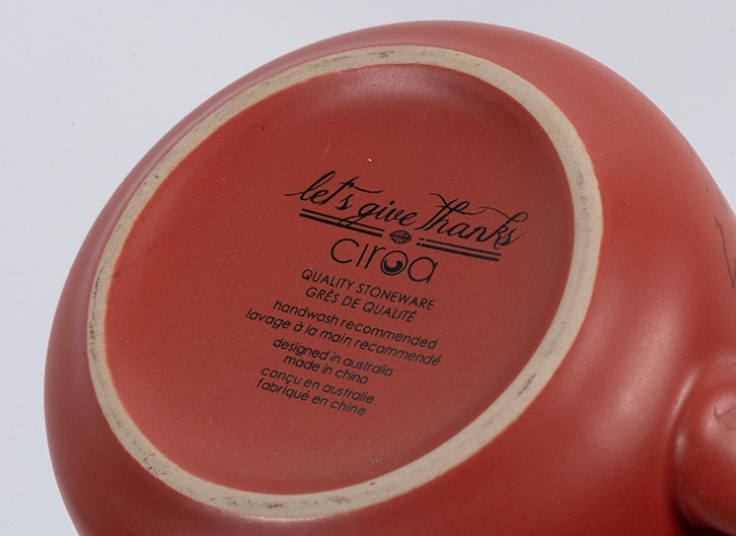 let's give thanks
ciroa
QUALITY STONEWARE
GRÈS DE QUALITÉ
handwash recommended
lavage à la main recommendé
designed in australia
made in china
conçu en australie
fabriqué en chine